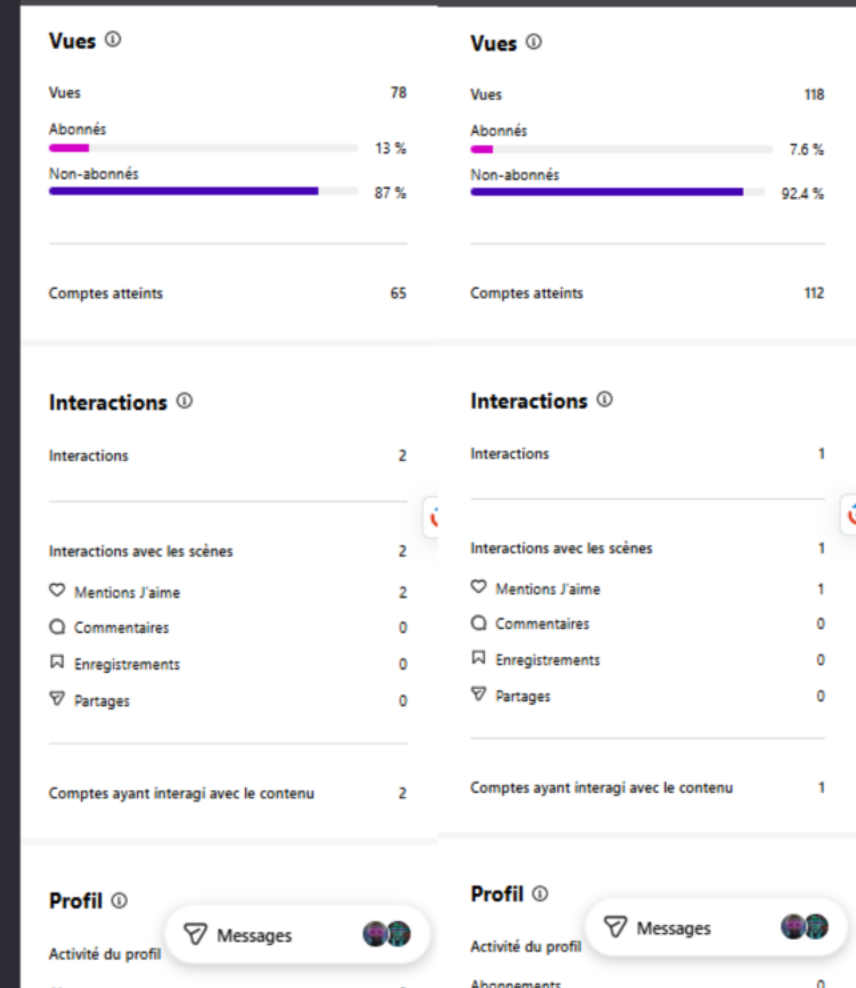 Vues
Vues 78
Abonnés
13 %
Non-abonnés
87 %
Comptes atteints 65
Interactions
Interactions 2
Interactions avec les scènes 2
Mentions J'aime 2
Commentaires 0
Enregistrements 0
Partages 0
Comptes ayant interagi avec le contenu 2
Profil
Messages
Activité du profil
Vues
Vues 118
Abonnés
7.6 %
Non-abonnés
92.4 %
Comptes atteints 112
Interactions
Interactions 1
Interactions avec les scènes 1
Mentions J'aime 1
Commentaires 0
Enregistrements 0
Partages 0
Comptes ayant interagi avec le contenu 1
Profil
Messages
Activité du profil
Abonnements 0